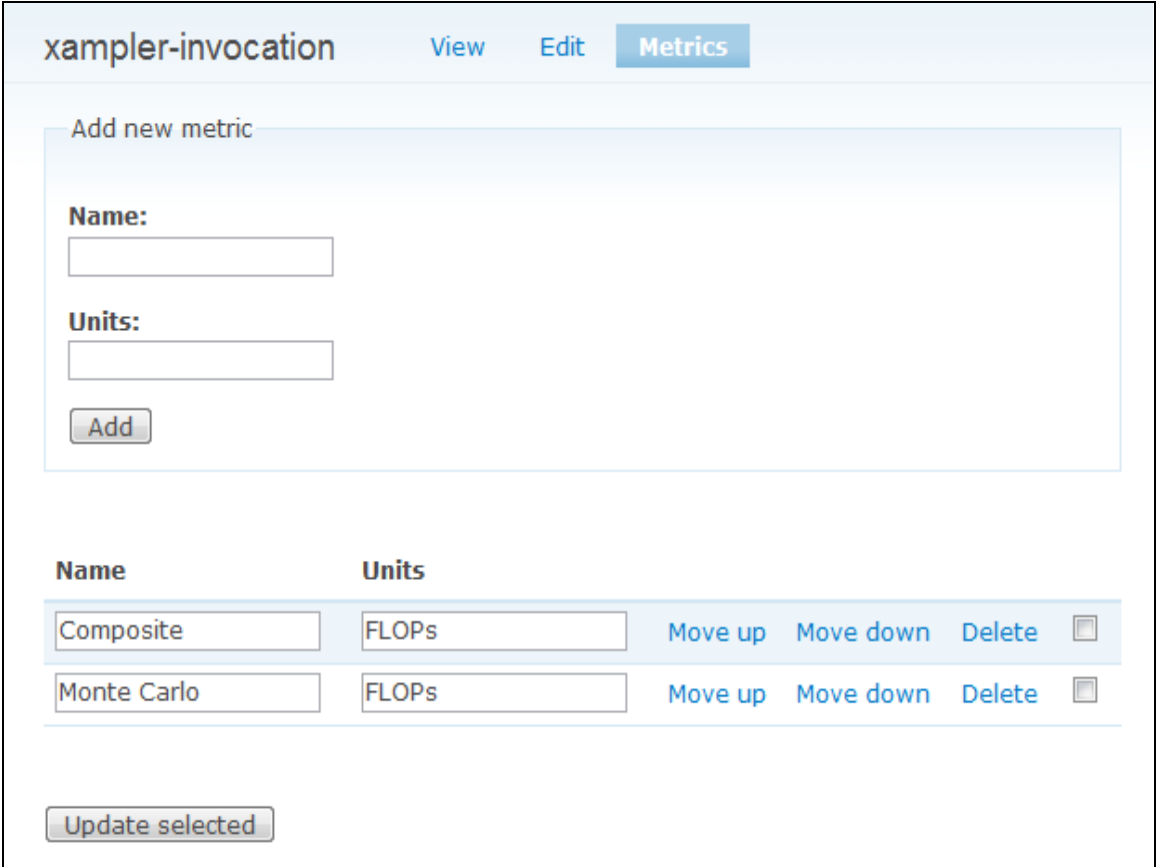 xampler-invocation View Edit Metrics
Add new metric
Name:
Units:
Add
Name Units
Composite FLOPs Move up Move down Delete
Monte Carlo FLOPs Move up Move down Delete
Update selected